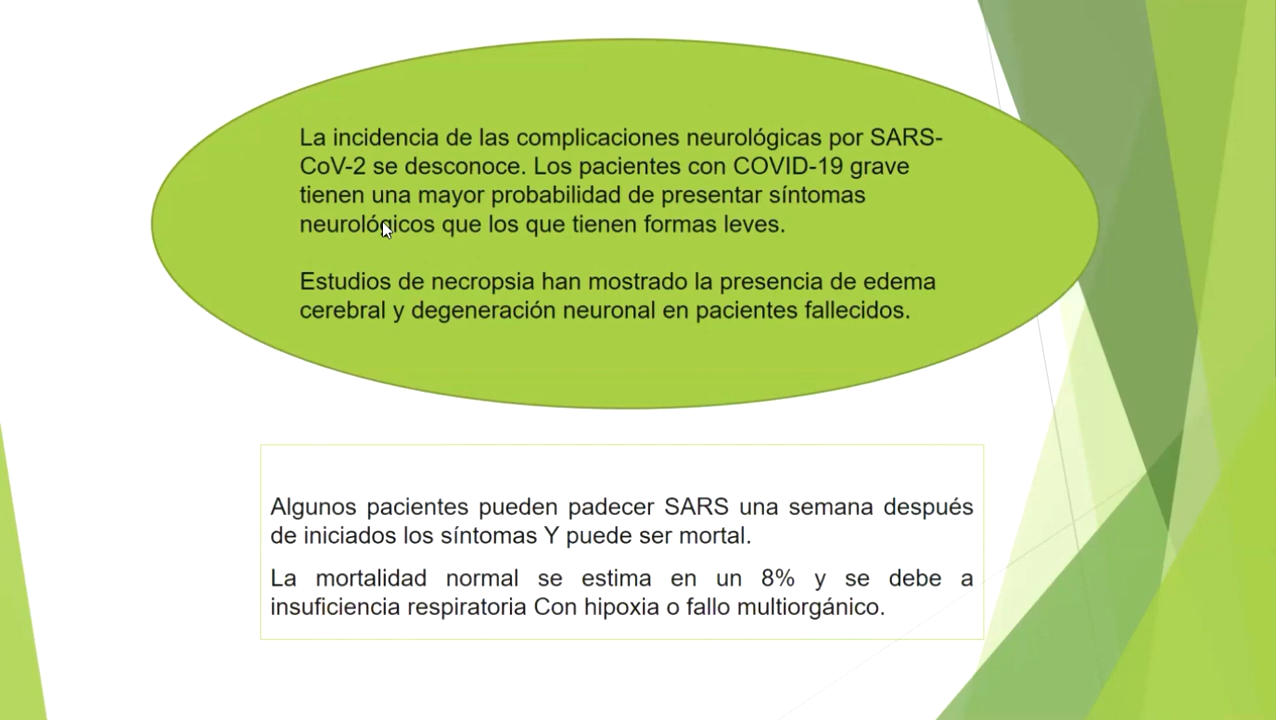 La incidencia de las complicaciones neurológicas por SARS-
CoV-2 se desconoce. Los pacientes con COVID-19 grave
tienen una mayor probabilidad de presentar síntomas
neurológicos que los que tienen formas leves.
Estudios de necropsia han mostrado la presencia de edema
cerebral y degeneración neuronal en pacientes fallecidos.
Algunos pacientes pueden padecer SARS una semana después
de iniciados los síntomas Y puede ser mortal.
La mortalidad normal se estima en un 8% y se debe a
insuficiencia respiratoria Con hipoxia o fallo multiorgánico.